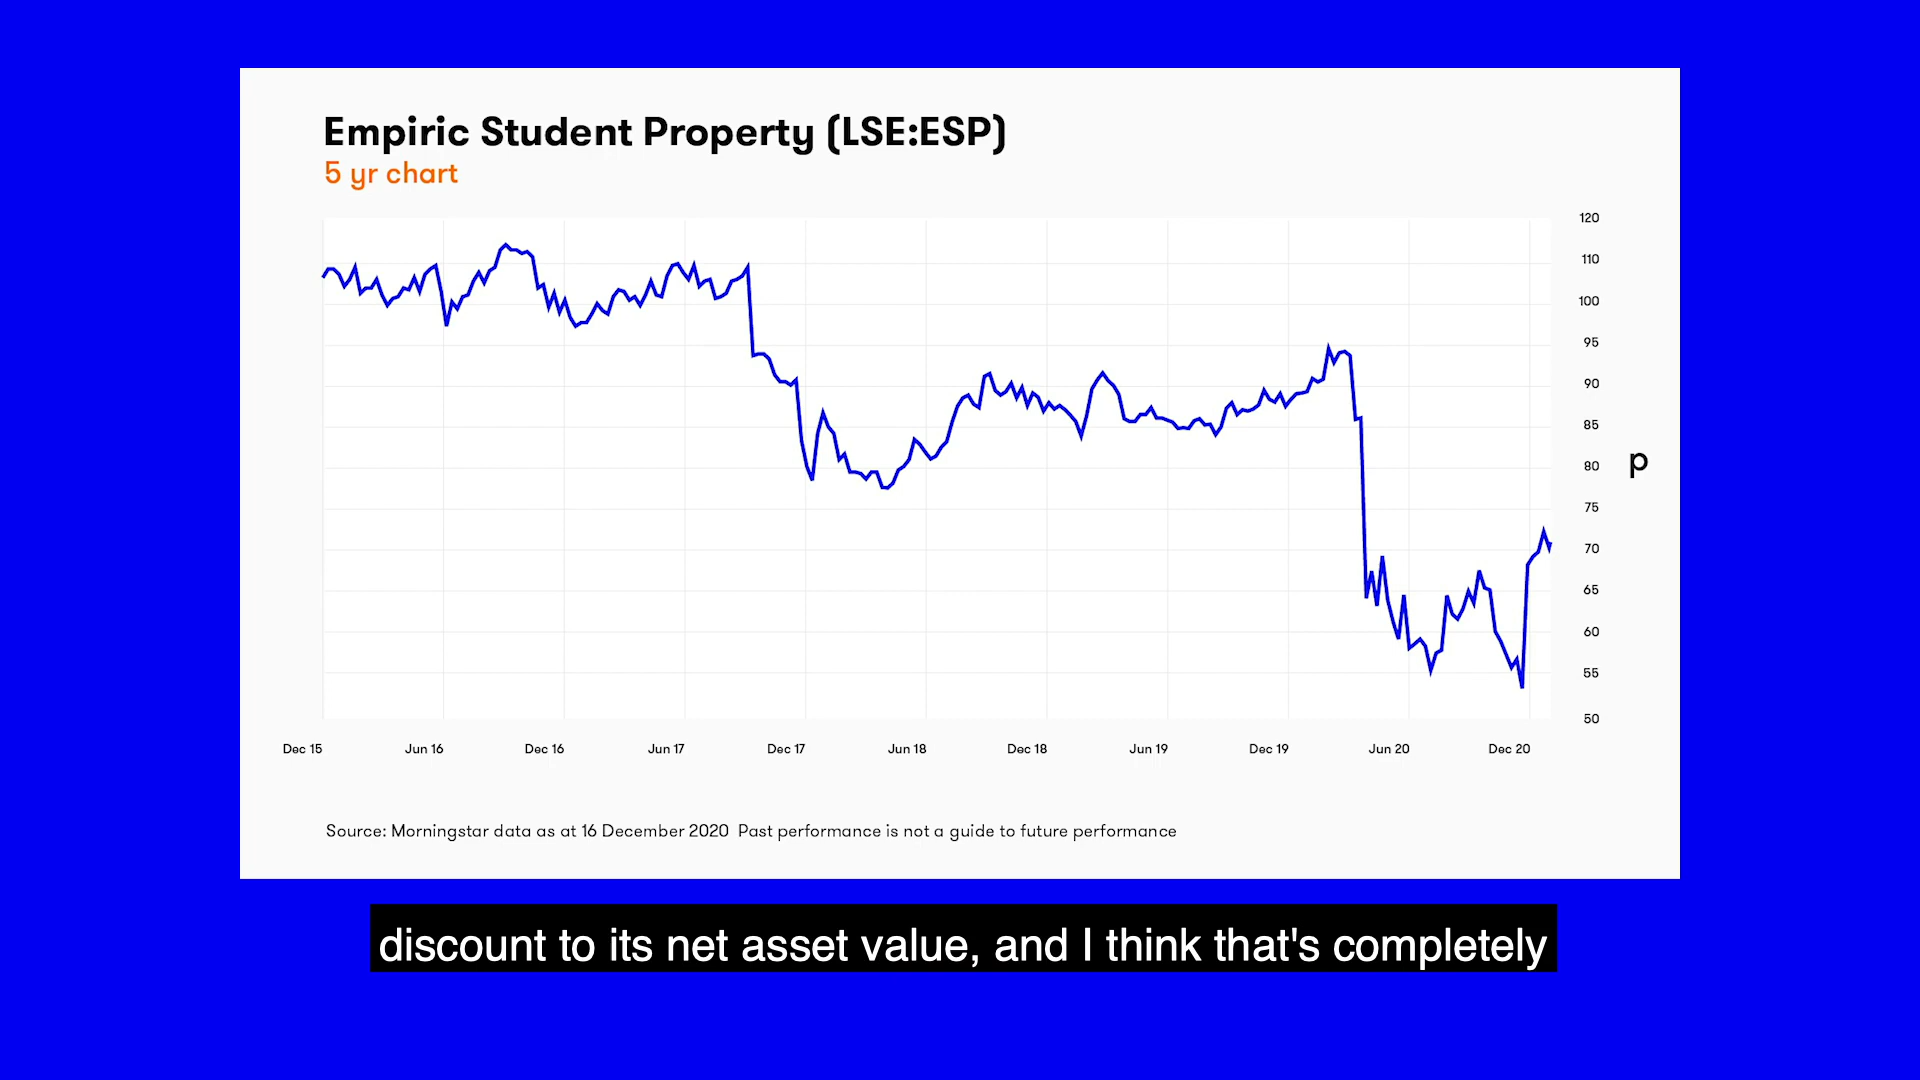 Empiric Student Property (LSE:ESP)
5 yr chart
120
110
100
95
90
85
80
p
75
70
65
60
55
50
Dec 15 Jun 16 Dec 16 Jun 17 Dec 17 Jun 18 Dec 18 Jun 19 Dec 19 Jun 20 Dec 20
Source: Morningstar data as at 16 December 2020 Past performance is not a guide to future performance
discount to its net asset value, and I think that's completely